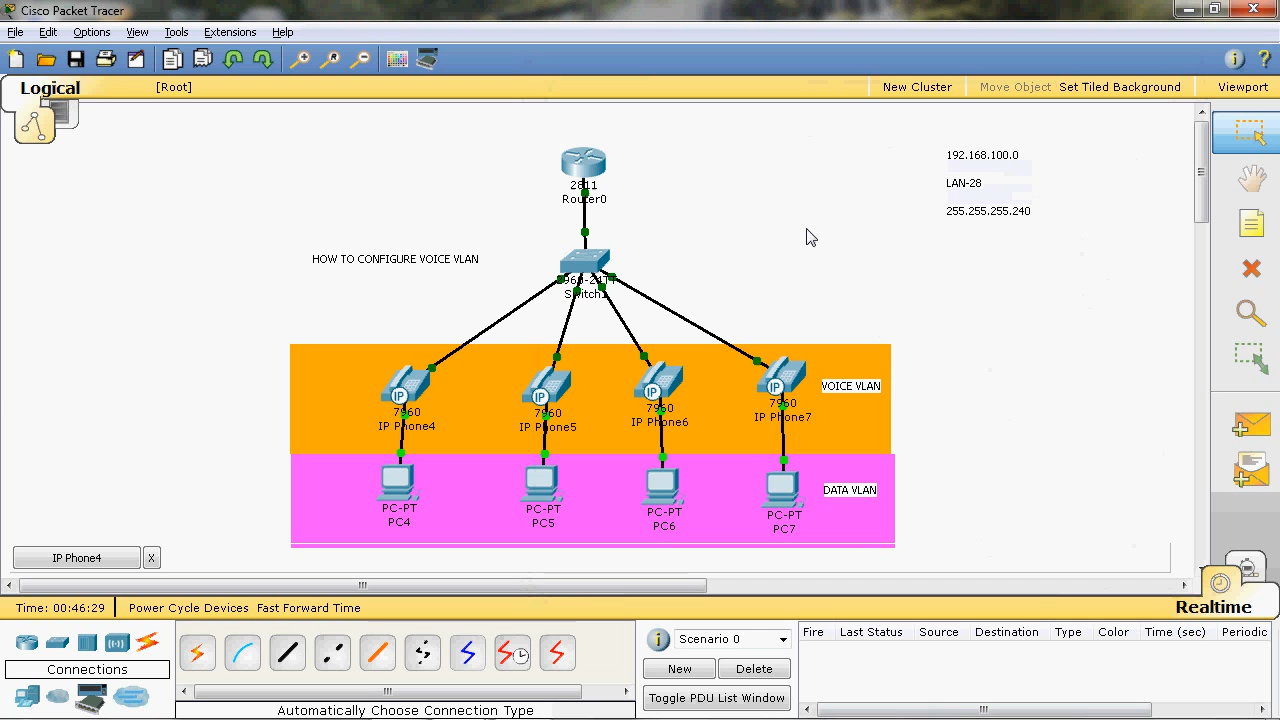 Cisco Packet Tracer
File Edit Options View Tools Extensions Help
Logical [Root] New Cluster Move Object Set Tiled Background Viewport
192.168.100.0
LAN-28
255.255.255.240
2811
Router0
HOW TO CONFIGURE VOICE VLAN
Switch1
7960 7960 7960 7960
IP Phone4 IP Phone5 IP Phone6 IP Phone7
IP IP IP IP
VOICE VLAN
DATA VLAN
PC-PT PC-PT PC-PT PC-PT
PC4 PC5 PC6 PC7
IP Phone4 X
Time: 00:46:29 Power Cycle Devices Fast Forward Time Realtime
Connections
Automatically Choose Connection Type
Scenario 0
New Delete
Toggle PDU List Window
Fire Last Status Source Destination Type Color Time (sec) Periodic